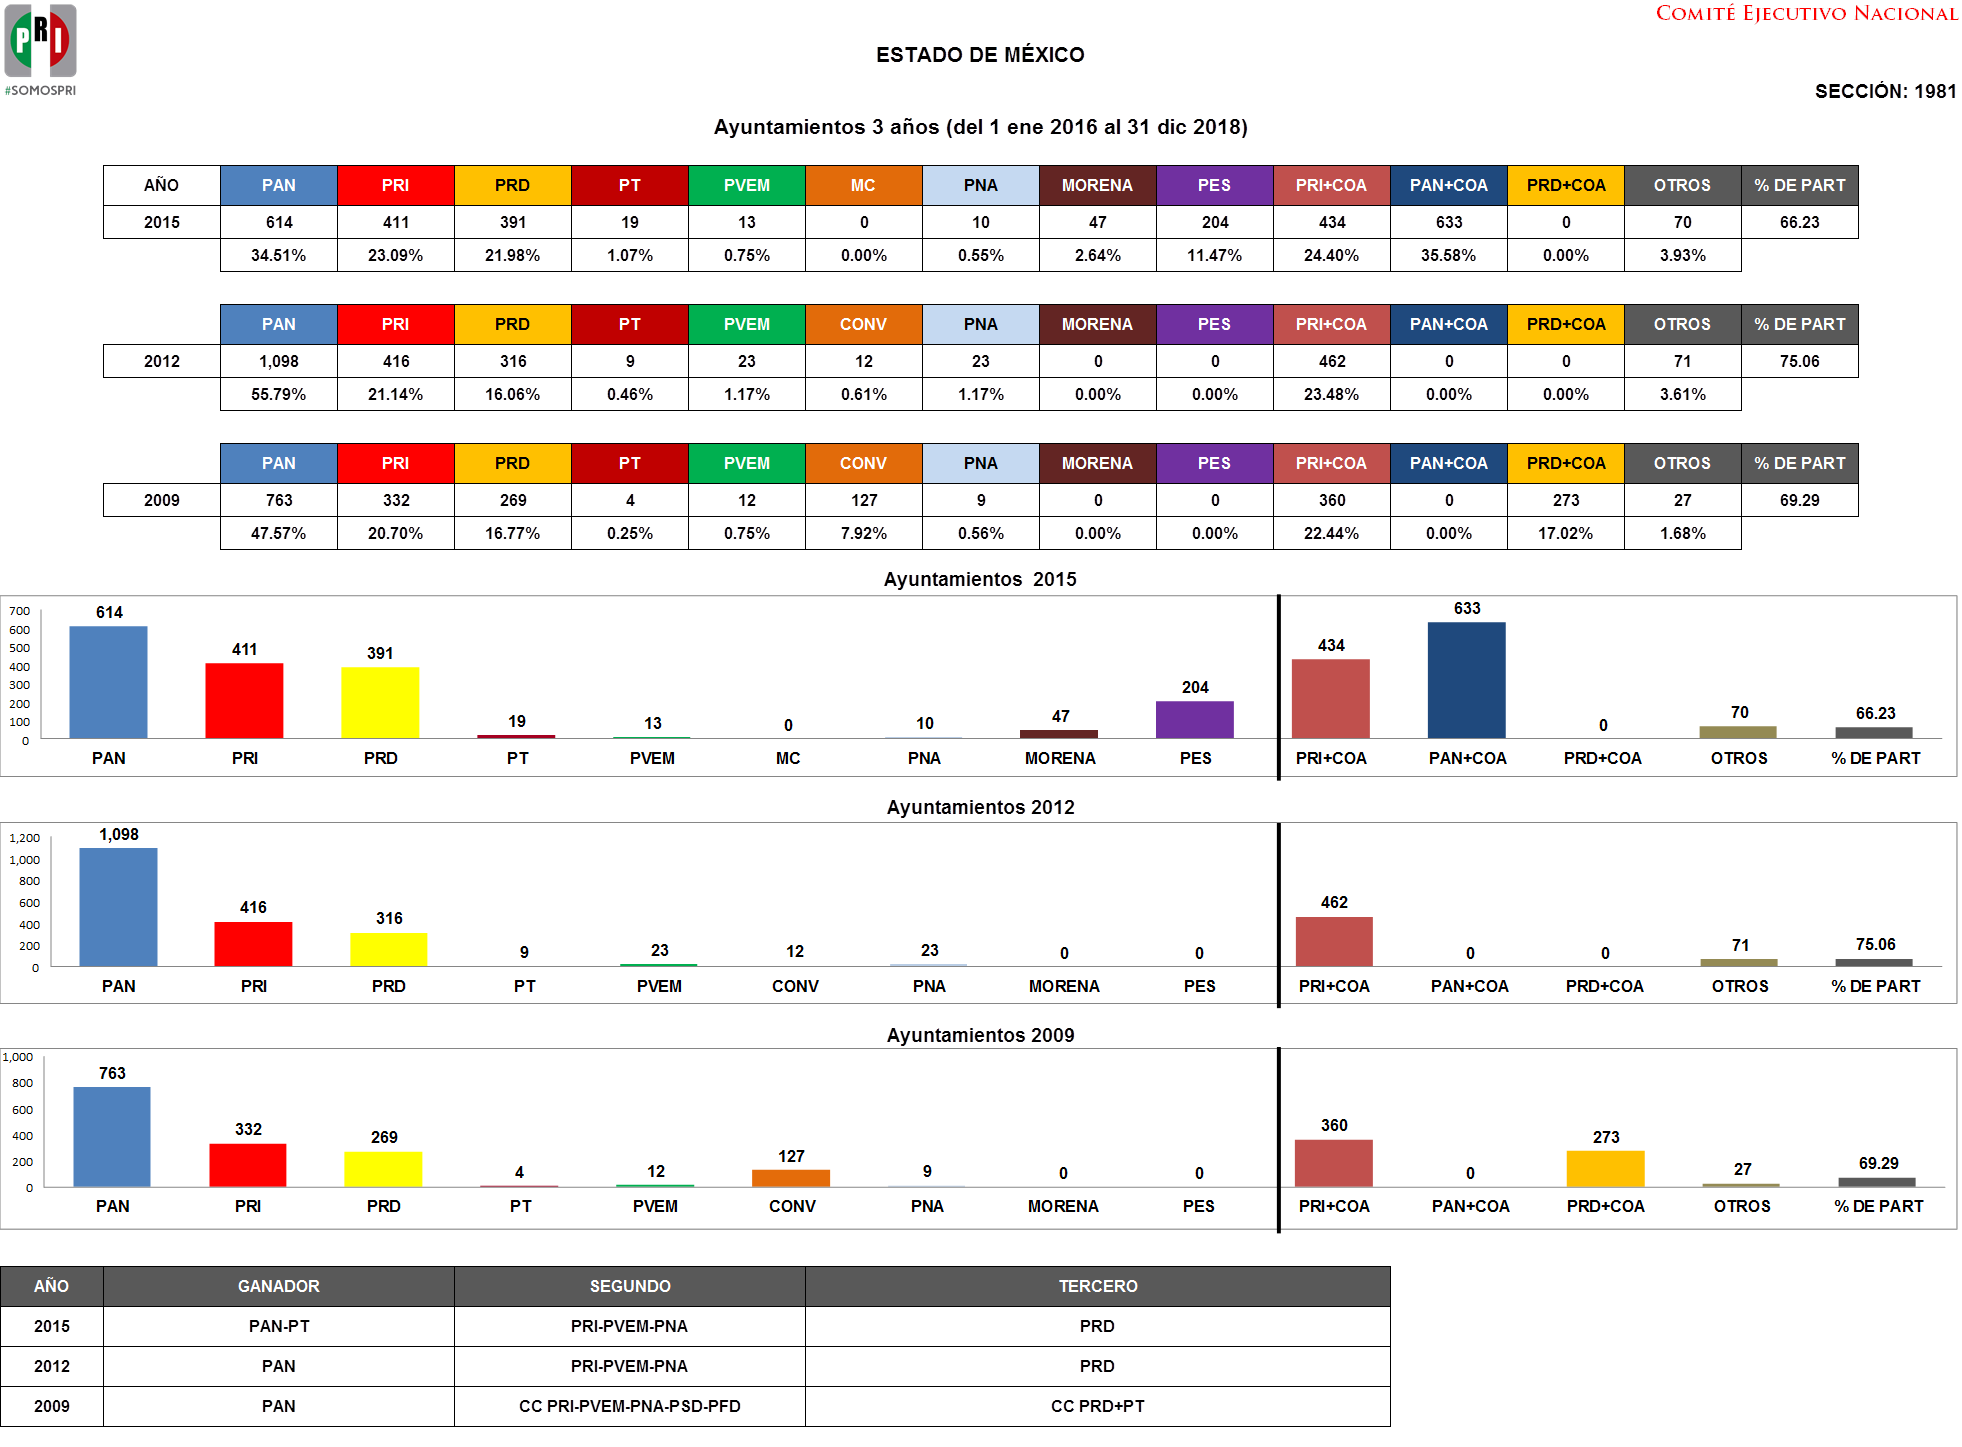 PRI
#SOMOSPRI
COMITÉ EJECUTIVO NACIONAL
ESTADO DE MÉXICO
SECCIÓN: 1981
Ayuntamientos 3 años (del 1 ene 2016 al 31 dic 2018)
AÑO PAN PRI PRD PT PVEM MC PNA MORENA PES PRI+COA PAN+COA PRD+COA OTROS % DE PART
2015 614 411 391 19 13 0 10 47 204 434 633 0 70 66.23
34.51% 23.09% 21.98% 1.07% 0.75% 0.00% 0.55% 2.64% 11.47% 24.40% 35.58% 0.00% 3.93%
PAN PRI PRD PT PVEM CONV PNA MORENA PES PRI+COA PAN+COA PRD+COA OTROS % DE PART
2012 1,098 416 316 9 23 12 23 0 0 462 0 0 71 75.06
55.79% 21.14% 16.06% 0.46% 1.17% 0.61% 1.17% 0.00% 0.00% 23.48% 0.00% 0.00% 3.61%
PAN PRI PRD PT PVEM CONV PNA MORENA PES PRI+COA PAN+COA PRD+COA OTROS % DE PART
2009 763 332 269 4 12 127 9 0 0 360 0 273 27 69.29
47.57% 20.70% 16.77% 0.25% 0.75% 7.92% 0.56% 0.00% 0.00% 22.44% 0.00% 17.02% 1.68%
Ayuntamientos 2015
700
600
500
400
300
200
100
0
614 411 391 19 13 0 10 47 204 434 633 0 70 66.23
PAN PRI PRD PT PVEM MC PNA MORENA PES PRI+COA PAN+COA PRD+COA OTROS % DE PART
Ayuntamientos 2012
1,200
1,000
800
600
400
200
0
1,098 416 316 9 23 12 23 0 0 462 0 0 71 75.06
PAN PRI PRD PT PVEM CONV PNA MORENA PES PRI+COA PAN+COA PRD+COA OTROS % DE PART
Ayuntamientos 2009
1,000
800
600
400
200
0
763 332 269 4 12 127 9 0 0 360 0 273 27 69.29
PAN PRI PRD PT PVEM CONV PNA MORENA PES PRI+COA PAN+COA PRD+COA OTROS % DE PART
AÑO GANADOR SEGUNDO TERCERO
2015 PAN-PT PRI-PVEM-PNA PRD
2012 PAN PRI-PVEM-PNA PRD
2009 PAN CC PRI-PVEM-PNA-PSD-PFD CC PRD+PT